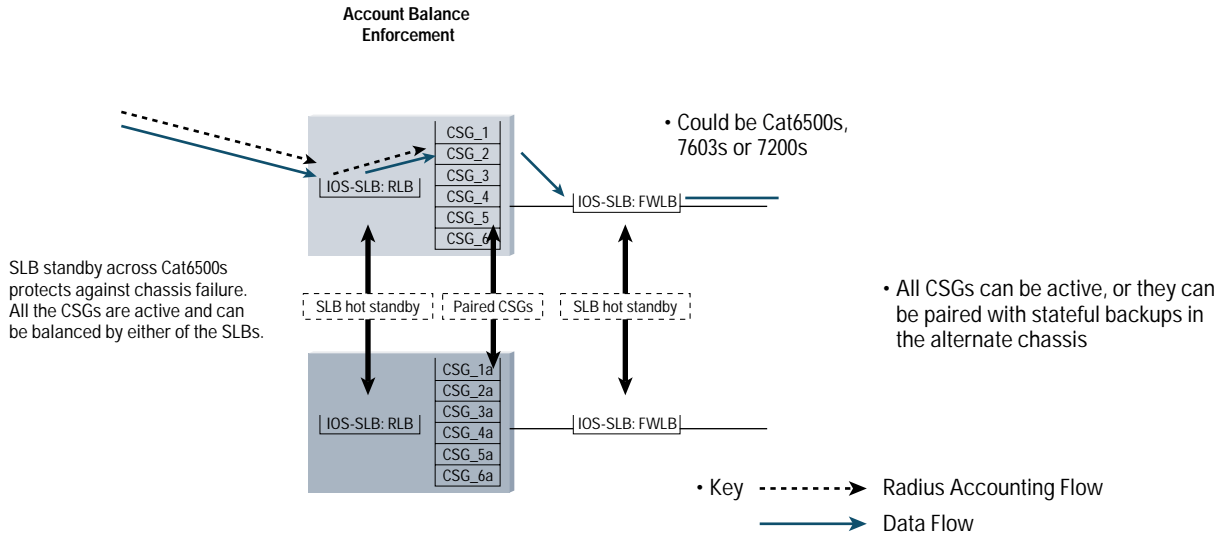 Account Balance
Enforcement
CSG_1
CSG_2
CSG_3
CSG_4
CSG_5
CSG_6
IOS-SLB: RLB
• Could be Cat6500s,
7603s or 7200s
IOS-SLB: FWLB
SLB standby across Cat6500s
protects against chassis failure.
All the CSGs are active and can
be balanced by either of the SLBs.
SLB hot standby
Paired CSGs
SLB hot standby
• All CSGs can be active, or they can
be paired with stateful backups in
the alternate chassis
CSG_1a
CSG_2a
CSG_3a
CSG_4a
CSG_5a
CSG_6a
IOS-SLB: RLB
IOS-SLB: FWLB
• Key
Radius Accounting Flow
Data Flow